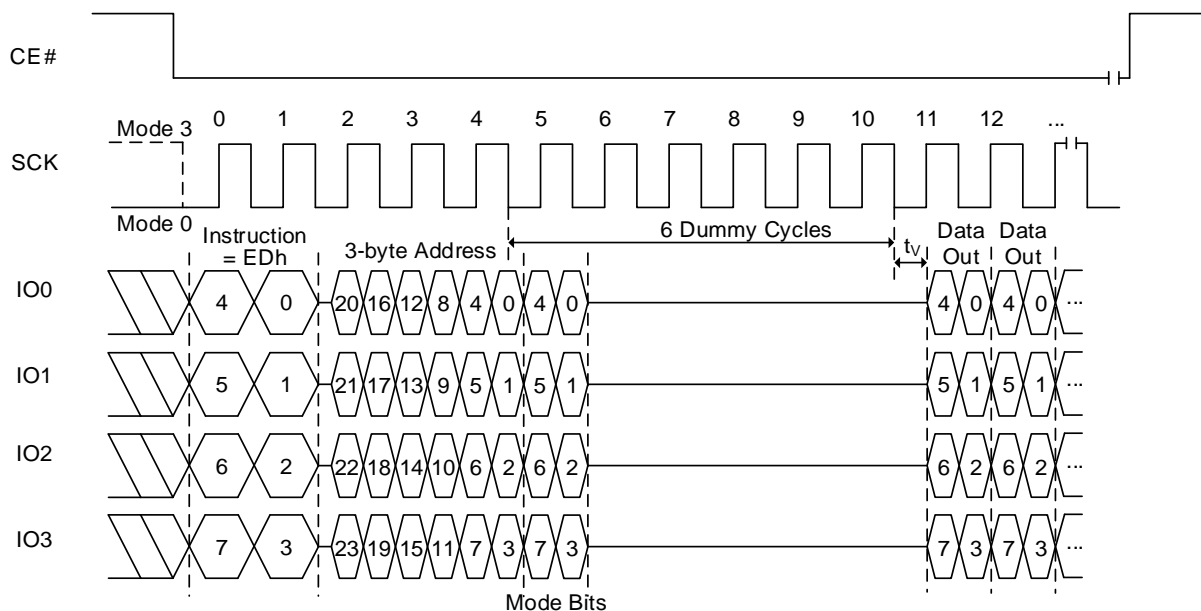 CE#
0 1 2 3 4 5 6 7 8 9 10 11 12 ...
Mode 3
SCK
Mode 0
Instruction
= EDh
3-byte Address
6 Dummy Cycles
tV
Data
Out
Data
Out
IO0 4 0 20 16 12 8 4 0 4 0 4 0 4 0 ...
IO1 5 1 21 17 13 9 5 1 5 1 5 1 5 1 ...
IO2 6 2 22 18 14 10 6 2 6 2 6 2 6 2 ...
IO3 7 3 23 19 15 11 7 3 7 3 7 3 7 3 ...
Mode Bits